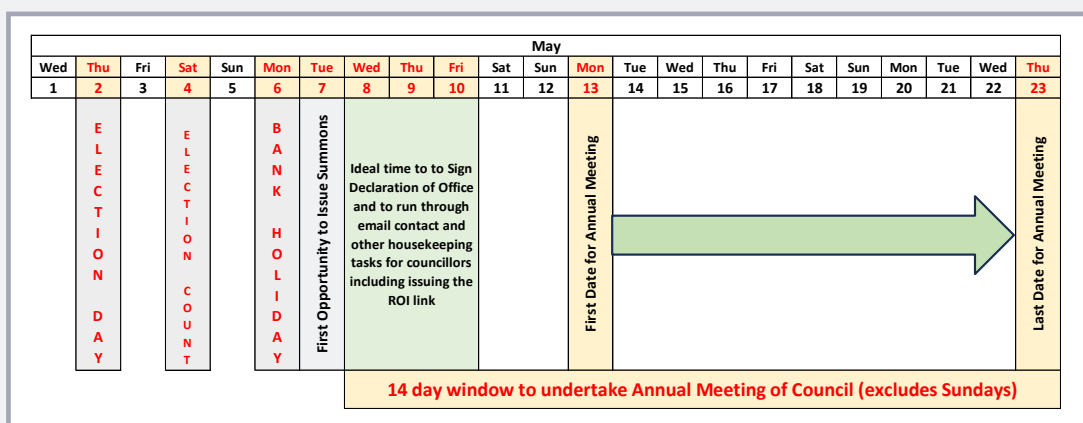 May
Wed Thu Fri Sat Sun Mon Tue Wed Thu Fri Sat Sun Mon Tue Wed Thu Fri Sat Sun Mon Tue Wed Thu
1 2 3 4 5 6 7 8 9 10 11 12 13 14 15 16 17 18 19 20 21 22 23
ELECTION DAY
ELECTION COUNT
BANK HOLIDAY
First Opportunity to Issue Summons
Ideal time to to Sign
Declaration of Office
and to run through
email contact and
other housekeeping
tasks for councillors
including issuing the
ROI link
First Date for Annual Meeting
Last Date for Annual Meeting
14 day window to undertake Annual Meeting of Council (excludes Sundays)